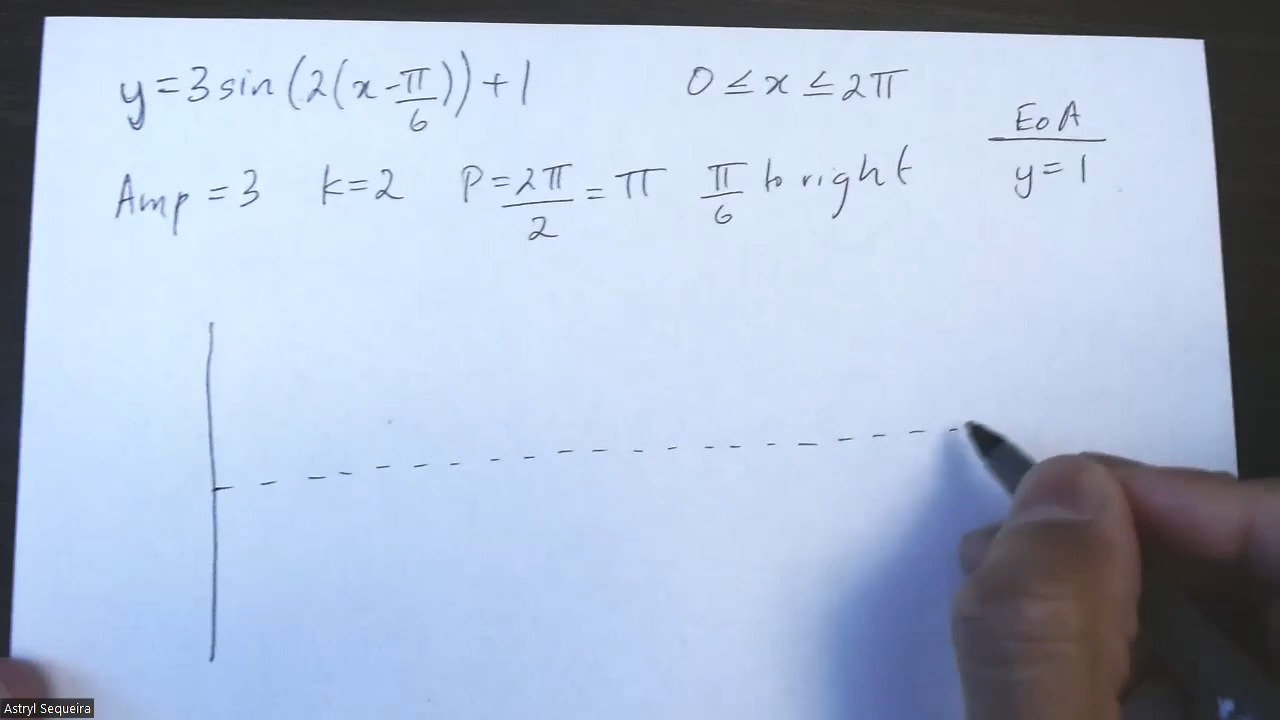 y = 3 sin (2(x - π/6)) + 1 0 ≤ x ≤ 2π
EoA
y = 1
Amp = 3 k = 2 P = 2π/2 = π π/6 to right
Astryl Sequeira